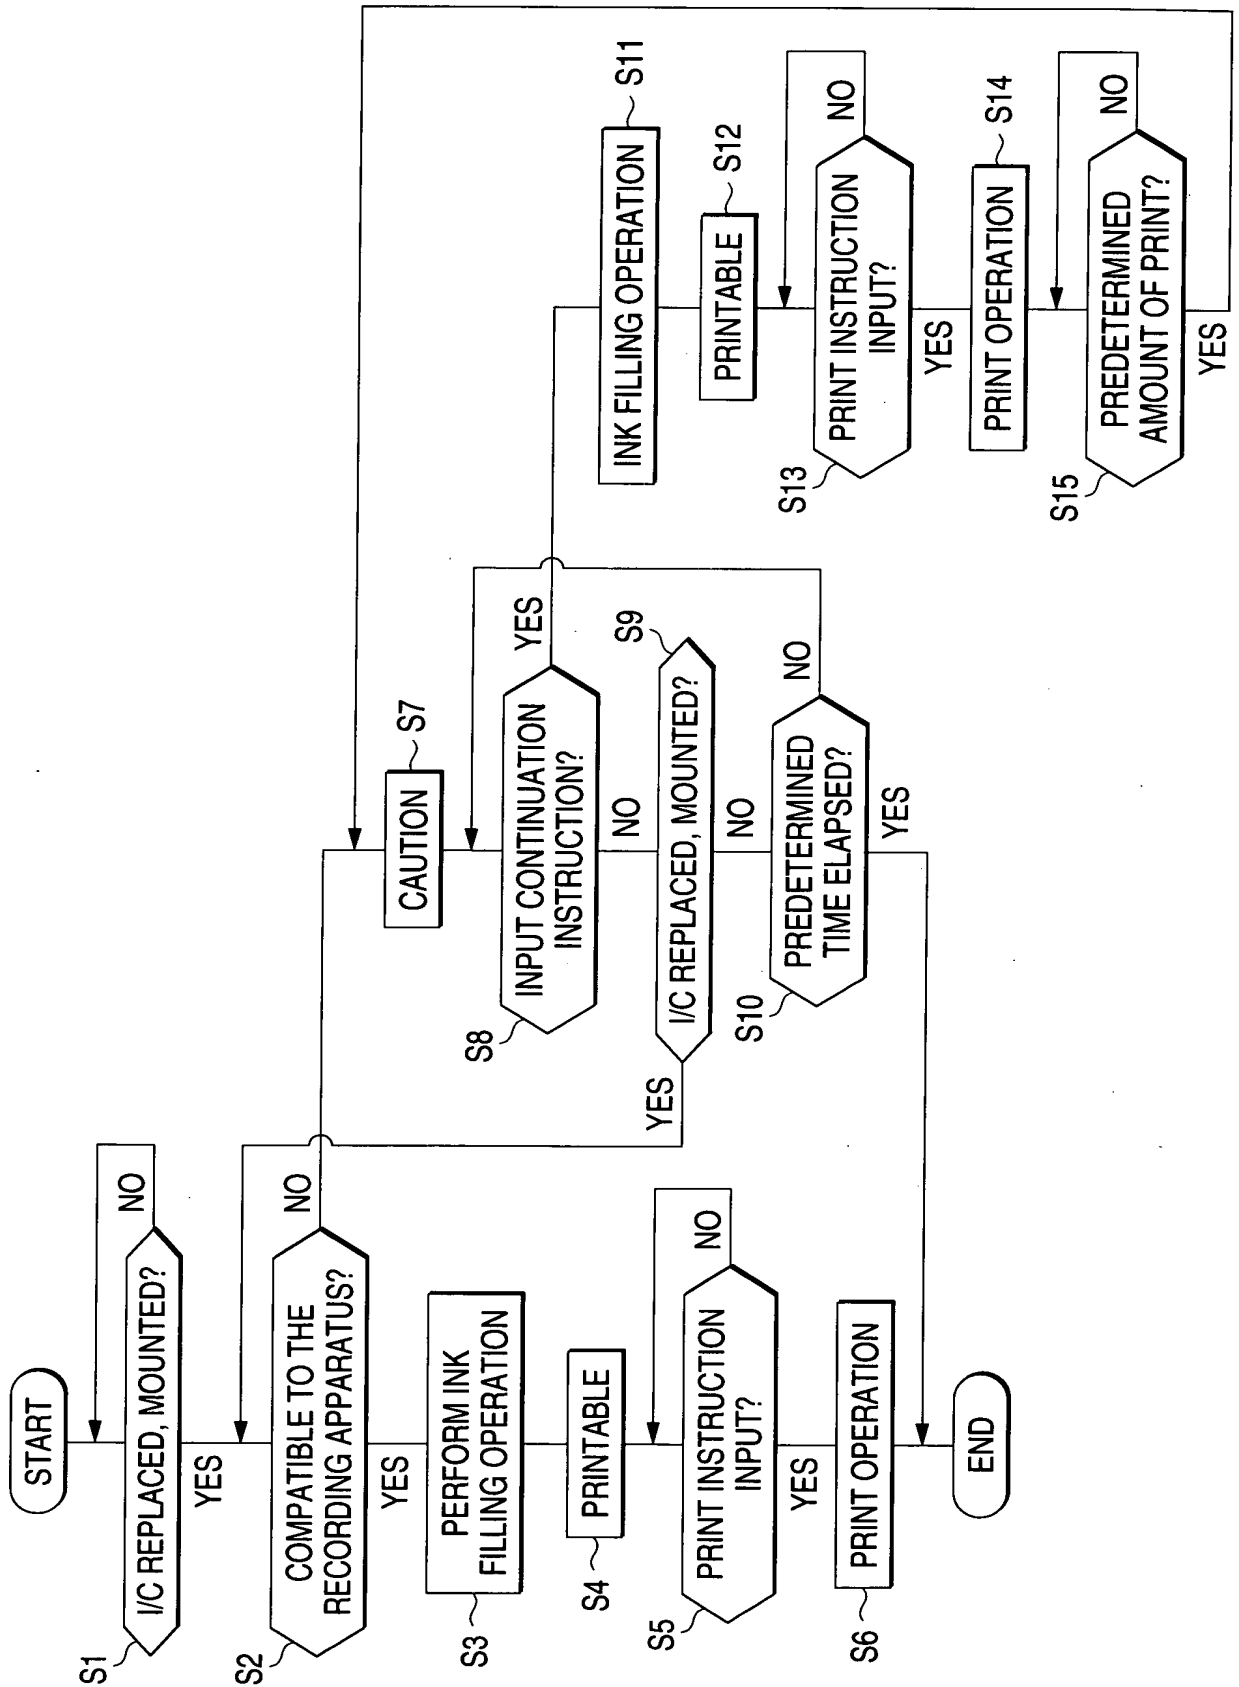 START
S1
I/C REPLACED, MOUNTED?
NO
YES
S2
COMPATIBLE TO THE
RECORDING APPARATUS?
NO
YES
S3
PERFORM INK
FILLING OPERATION
S4
PRINTABLE
S5
PRINT INSTRUCTION
INPUT?
NO
YES
S6
PRINT OPERATION
END
CAUTION
S7
S8
INPUT CONTINUATION
INSTRUCTION?
YES
NO
S9
I/C REPLACED, MOUNTED?
YES
NO
S10
PREDETERMINED
TIME ELAPSED?
NO
YES
INK FILLING OPERATION
S11
PRINTABLE
S12
S13
PRINT INSTRUCTION
INPUT?
NO
YES
PRINT OPERATION
S14
S15
PREDETERMINED
AMOUNT OF PRINT?
NO
YES